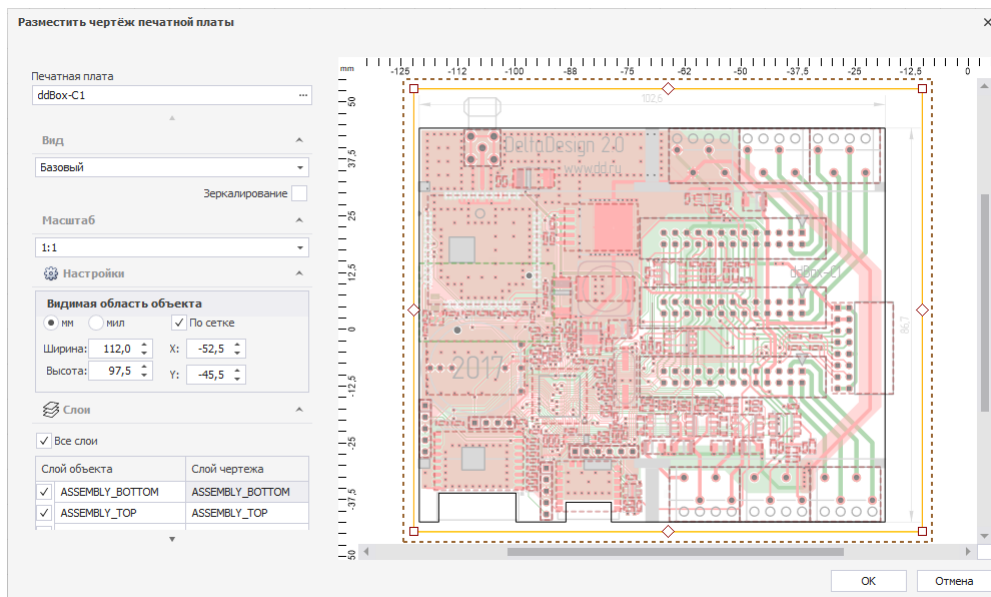 Разместить чертёж печатной платы
Печатная плата
ddBox-C1
Вид
Базовый
Зеркалирование
Масштаб
1:1
Настройки
Видимая область объекта
мм мил По сетке
Ширина: 112,0 X: -52,5
Высота: 97,5 Y: -45,5
Слои
Все слои
Слой объекта Слой чертежа
ASSEMBLY_BOTTOM ASSEMBLY_BOTTOM
ASSEMBLY_TOP ASSEMBLY_TOP
mm
-125 -112 -100 -88 -75 -62 -50 -37,5 -25 -12,5 0
50
37,5
25
12,5
0
-12,5
-25
-37,5
-50
102,6
DeltaDesign 2.0
www.dd.ru
ddBox-C1
86,7
2017
OK Отмена